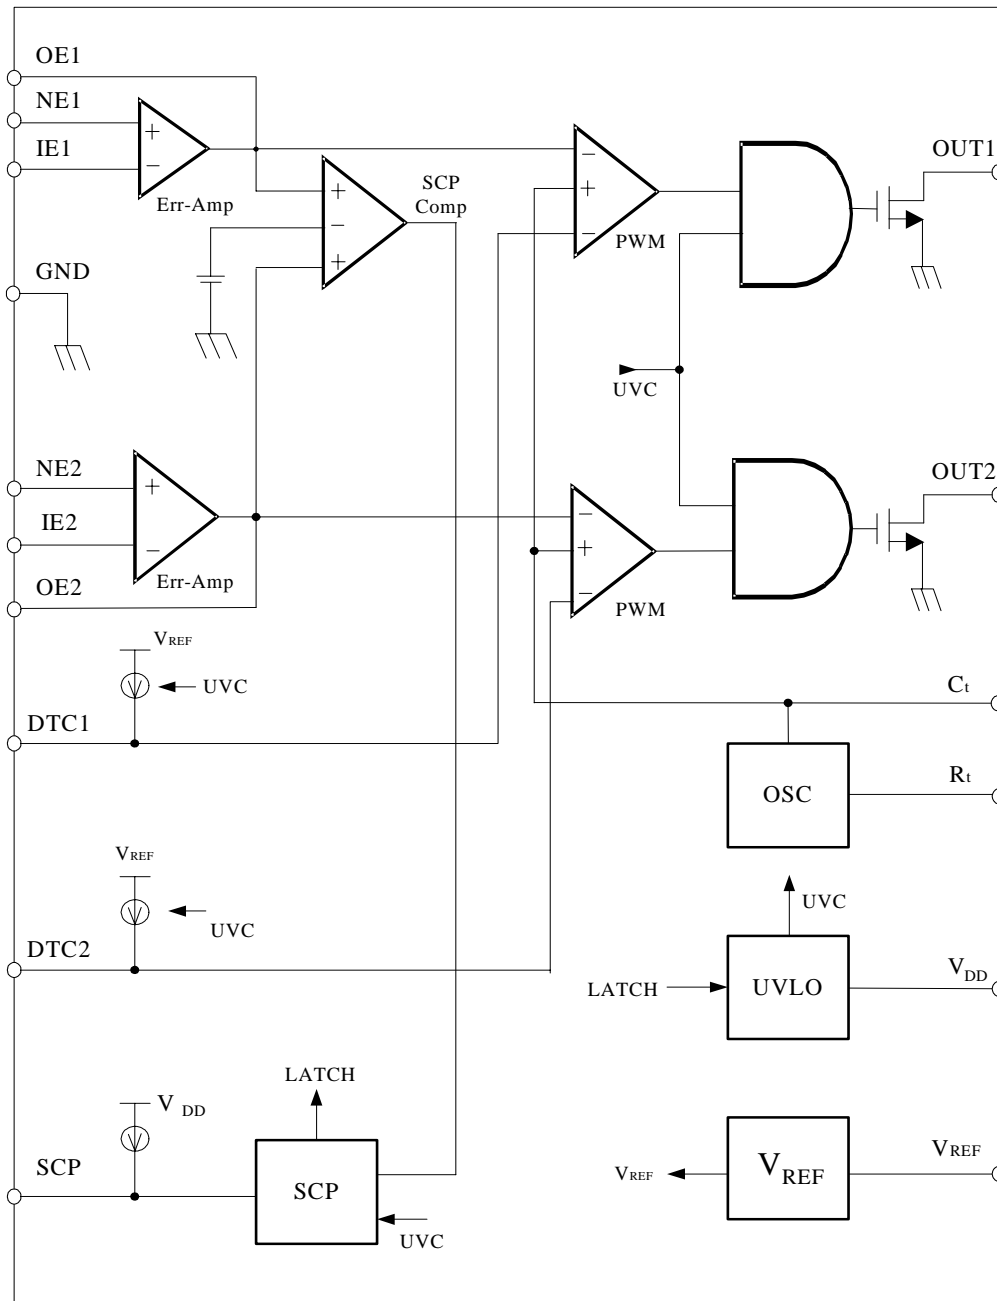 OE1
NE1
IE1
+
−
Err-Amp
SCP
Comp
+
−
+
−
+
−
PWM
OUT1
GND
UVC
NE2
IE2
OE2
+
−
Err-Amp
−
+
−
PWM
OUT2
VREF
UVC
DTC1
Ct
OSC
Rt
VREF
UVC
DTC2
UVC
LATCH
UVLO
VDD
LATCH
V DD
SCP
SCP
UVC
VREF
VREF
VREF